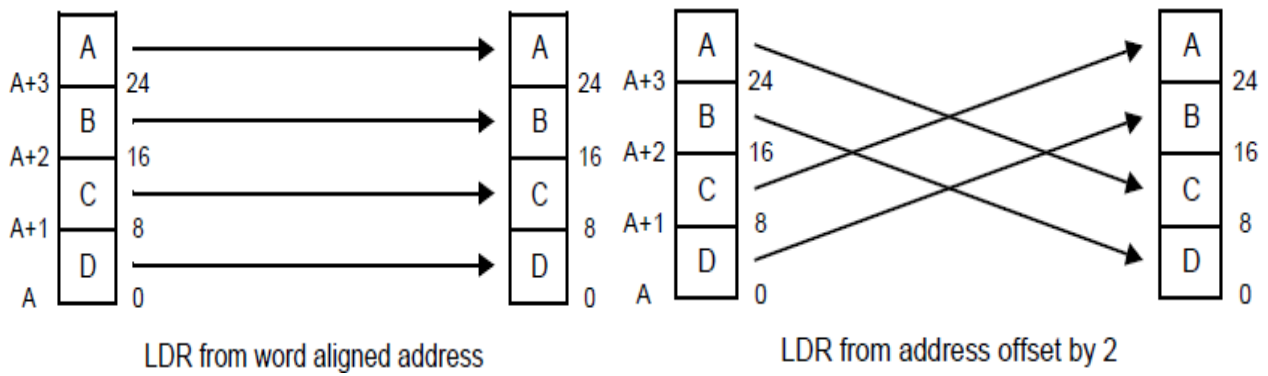 A A A A
A+3 24 24 A+3 24 24
B B B B
A+2 16 16 A+2 16 16
C C C C
A+1 8 8 A+1 8 8
D D D D
A 0 0 A 0 0
LDR from word aligned address LDR from address offset by 2